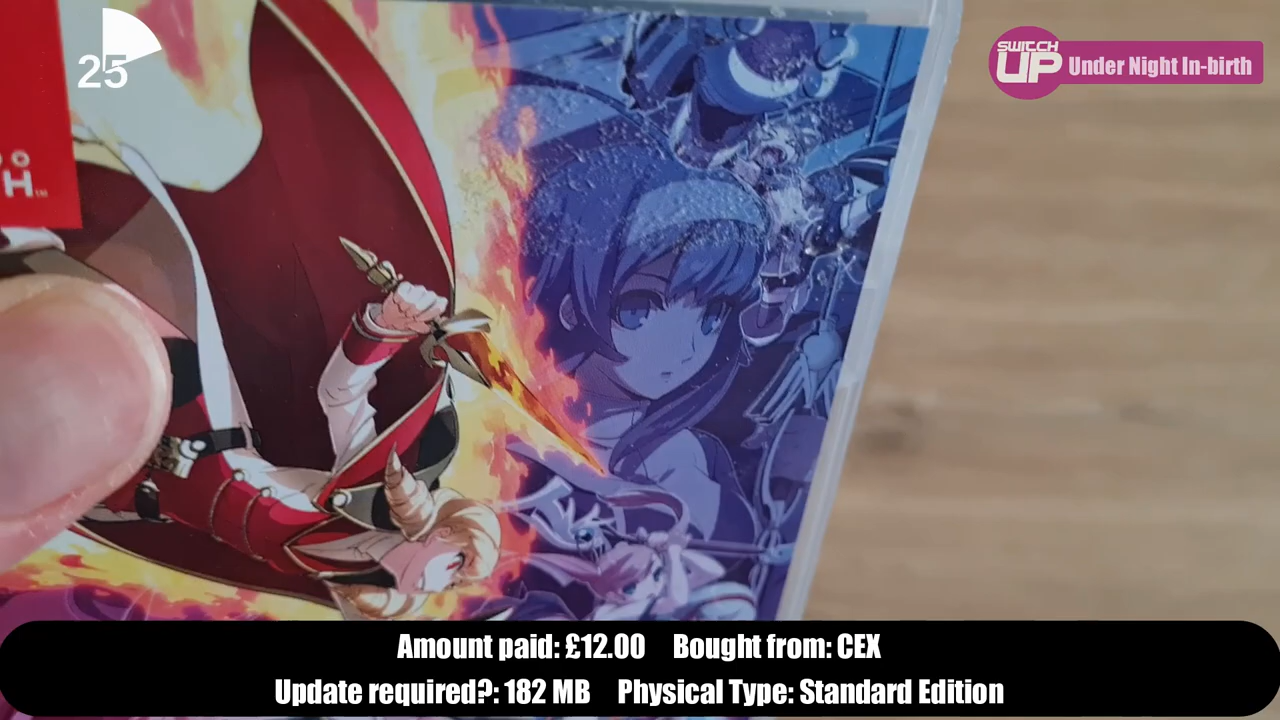 25
SWITCH
UP
Under Night In-birth
H
Amount paid: £12.00 Bought from: CEX
Update required?: 182 MB Physical Type: Standard Edition